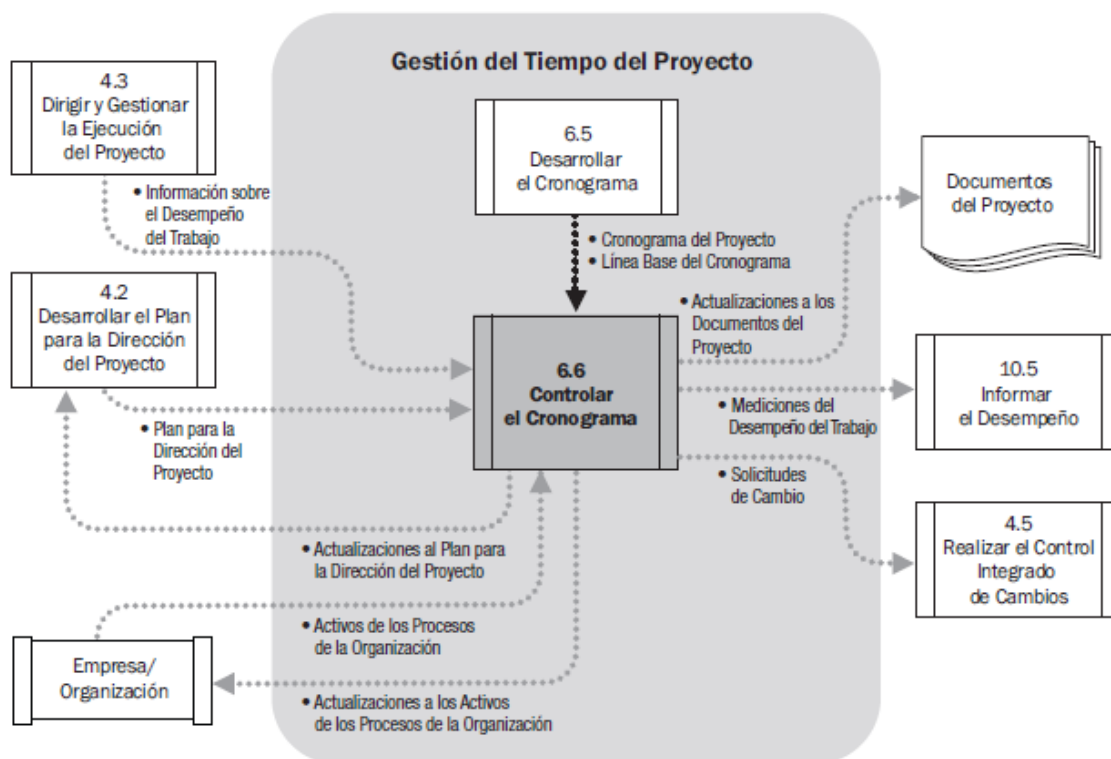 Gestión del Tiempo del Proyecto
4.3
Dirigir y Gestionar
la Ejecución
del Proyecto
• Información sobre
el Desempeño
del Trabajo
6.5
Desarrollar
el Cronograma
• Cronograma del Proyecto
• Línea Base del Cronograma
Documentos
del Proyecto
4.2
Desarrollar el Plan
para la Dirección
del Proyecto
• Plan para la
Dirección del
Proyecto
6.6
Controlar
el Cronograma
• Actualizaciones a los
Documentos del
Proyecto
10.5
Informar
el Desempeño
• Mediciones del
Desempeño del Trabajo
• Solicitudes
de Cambio
4.5
Realizar el Control
Integrado
de Cambios
• Actualizaciones al Plan para
la Dirección del Proyecto
• Activos de los Procesos
de la Organización
Empresa/
Organización
• Actualizaciones a los Activos
de los Procesos de la Organización